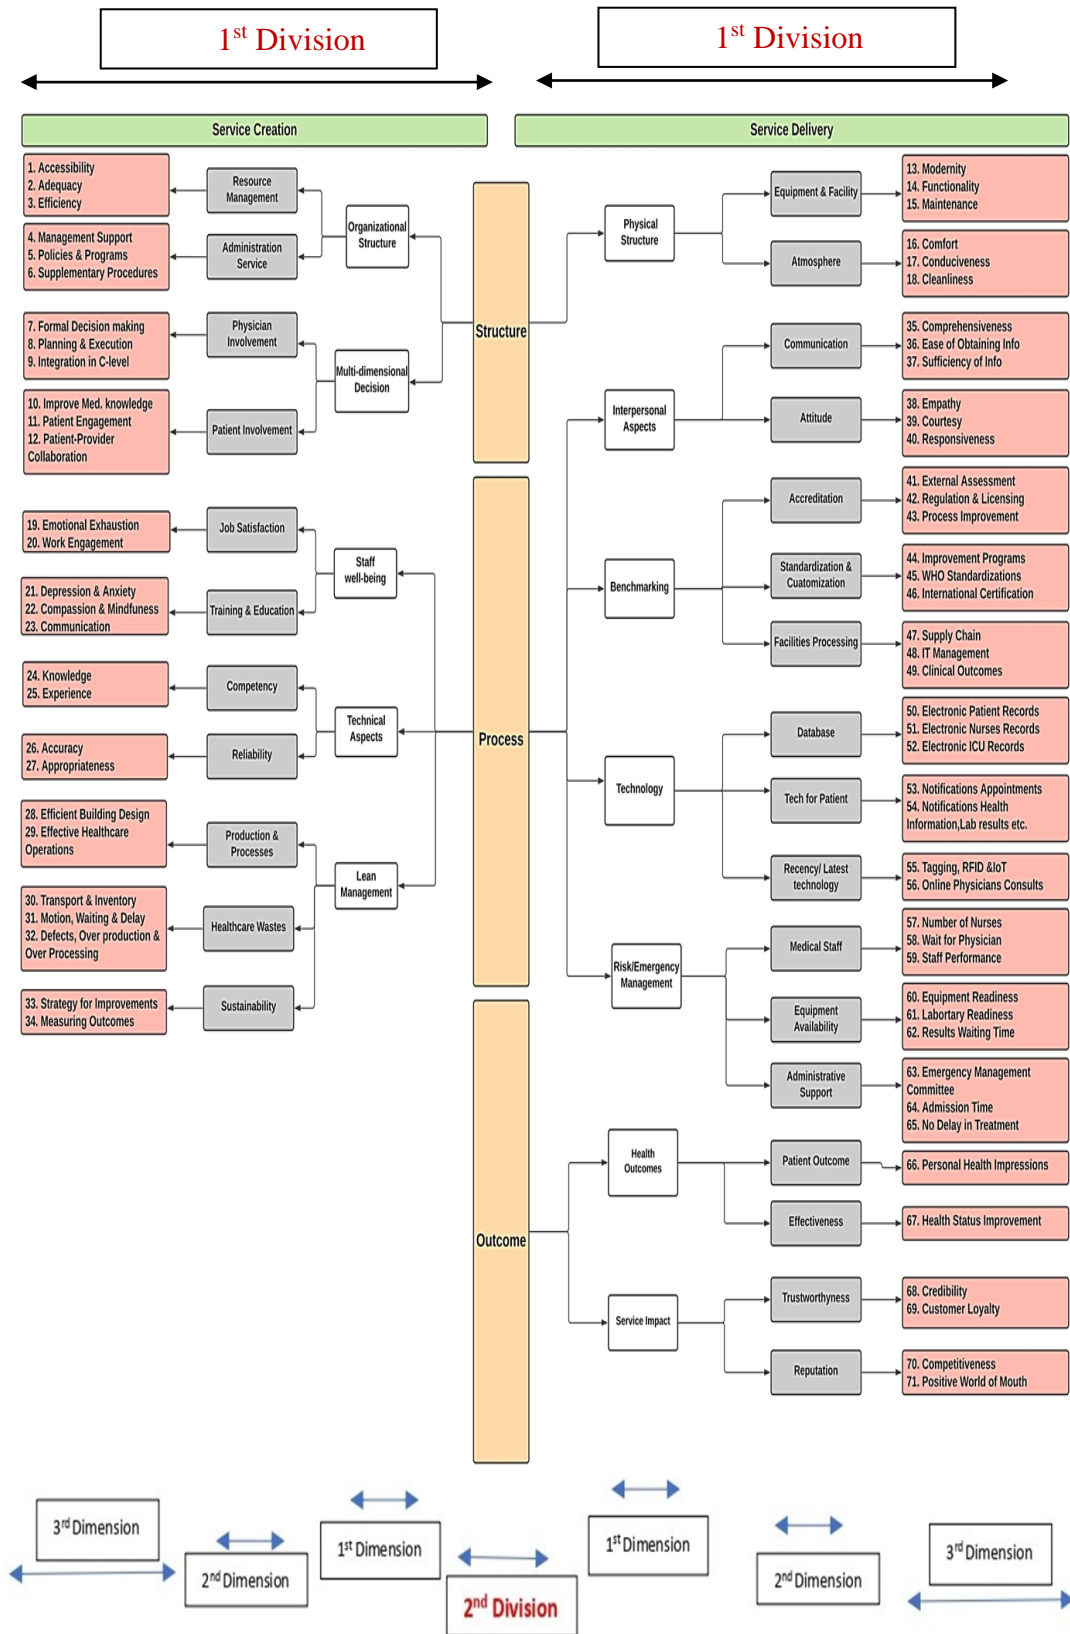 1st Division
1st Division
Service Creation
Service Delivery
1. Accessibility
2. Adequacy
3. Efficiency
Resource
Management
4. Management Support
5. Policies & Programs
6. Supplementary Procedures
Administration
Service
Organizational
Structure
7. Formal Decision making
8. Planning & Execution
9. Integration in C-level
Physician
Involvement
10. Improve Med. knowledge
11. Patient Engagement
12. Patient-Provider
Collaboration
Patient Involvement
Multi-dimensional
Decision
Structure
Physical
Structure
Equipment & Facility
13. Modernity
14. Functionality
15. Maintenance
Atmosphere
16. Comfort
17. Conduciveness
18. Cleanliness
19. Emotional Exhaustion
20. Work Engagement
Job Satisfaction
21. Depression & Anxiety
22. Compassion & Mindfuness
23. Communication
Training & Education
Staff
well-being
24. Knowledge
25. Experience
Competency
26. Accuracy
27. Appropriateness
Reliability
Technical
Aspects
28. Efficient Building Design
29. Effective Healthcare
Operations
Production &
Processes
30. Transport & Inventory
31. Motion, Waiting & Delay
32. Defects, Over production &
Over Processing
Healthcare Wastes
33. Strategy for Improvements
34. Measuring Outcomes
Sustainability
Lean
Management
Process
Interpersonal
Aspects
Communication
35. Comprehensiveness
36. Ease of Obtaining Info
37. Sufficiency of Info
Attitude
38. Empathy
39. Courtesy
40. Responsiveness
Benchmarking
Accreditation
41. External Assessment
42. Regulation & Licensing
43. Process Improvement
Standardization &
Cuatomization
44. Improvement Programs
45. WHO Standardizations
46. International Certification
Facilities Processing
47. Supply Chain
48. IT Management
49. Clinical Outcomes
Technology
Database
50. Electronic Patient Records
51. Electronic Nurses Records
52. Electronic ICU Records
Tech for Patient
53. Notifications Appointments
54. Notifications Health
Information,Lab results etc.
Recency/ Latest
technology
55. Tagging, RFID &IoT
56. Online Physicians Consults
Risk/Emergency
Management
Medical Staff
57. Number of Nurses
58. Wait for Physician
59. Staff Performance
Equipment
Availability
60. Equipment Readiness
61. Labortary Readiness
62. Results Waiting Time
Administrative
Support
63. Emergency Management
Committee
64. Admission Time
65. No Delay in Treatment
Outcome
Health
Outcomes
Patient Outcome
66. Personal Health Impressions
Effectiveness
67. Health Status Improvement
Service Impact
Trustworthyness
68. Credibility
69. Customer Loyalty
Reputation
70. Competitiveness
71. Positive World of Mouth
3rd Dimension
2nd Dimension
1st Dimension
2nd Division
1st Dimension
2nd Dimension
3rd Dimension